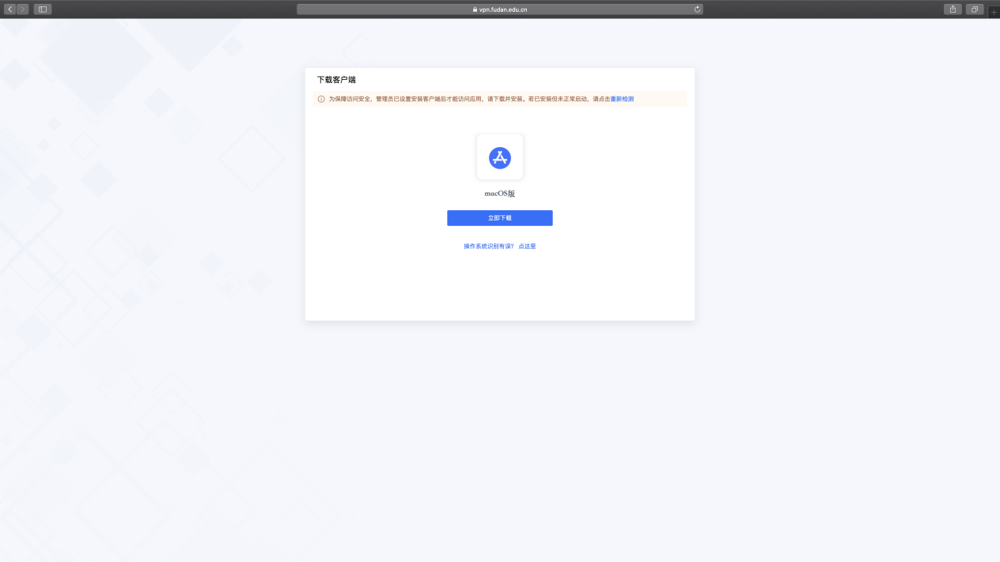 vpn.fudan.edu.cn
下载客户端
为保障访问安全，管理员已设置安装客户端后才能访问应用，请下载并安装。若已安装但未正常启动，请点击重新检测
macOS版
立即下载
操作系统识别有误？ 点这里